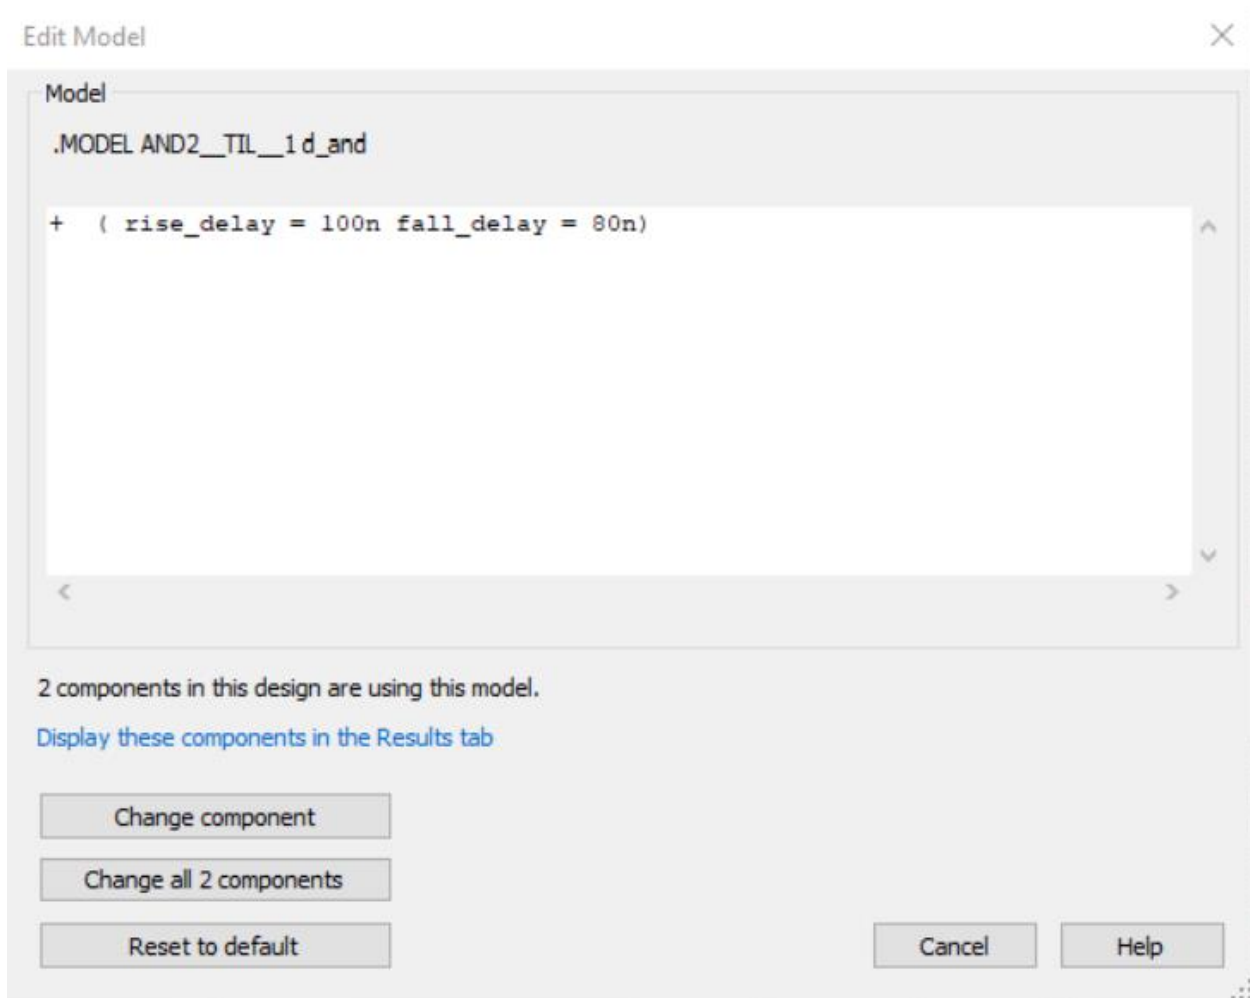 Edit Model
Model
.MODEL AND2__TIL__1 d_and
+  ( rise_delay = 100n fall_delay = 80n)
2 components in this design are using this model.
Display these components in the Results tab
Change component
Change all 2 components
Reset to default
Cancel
Help